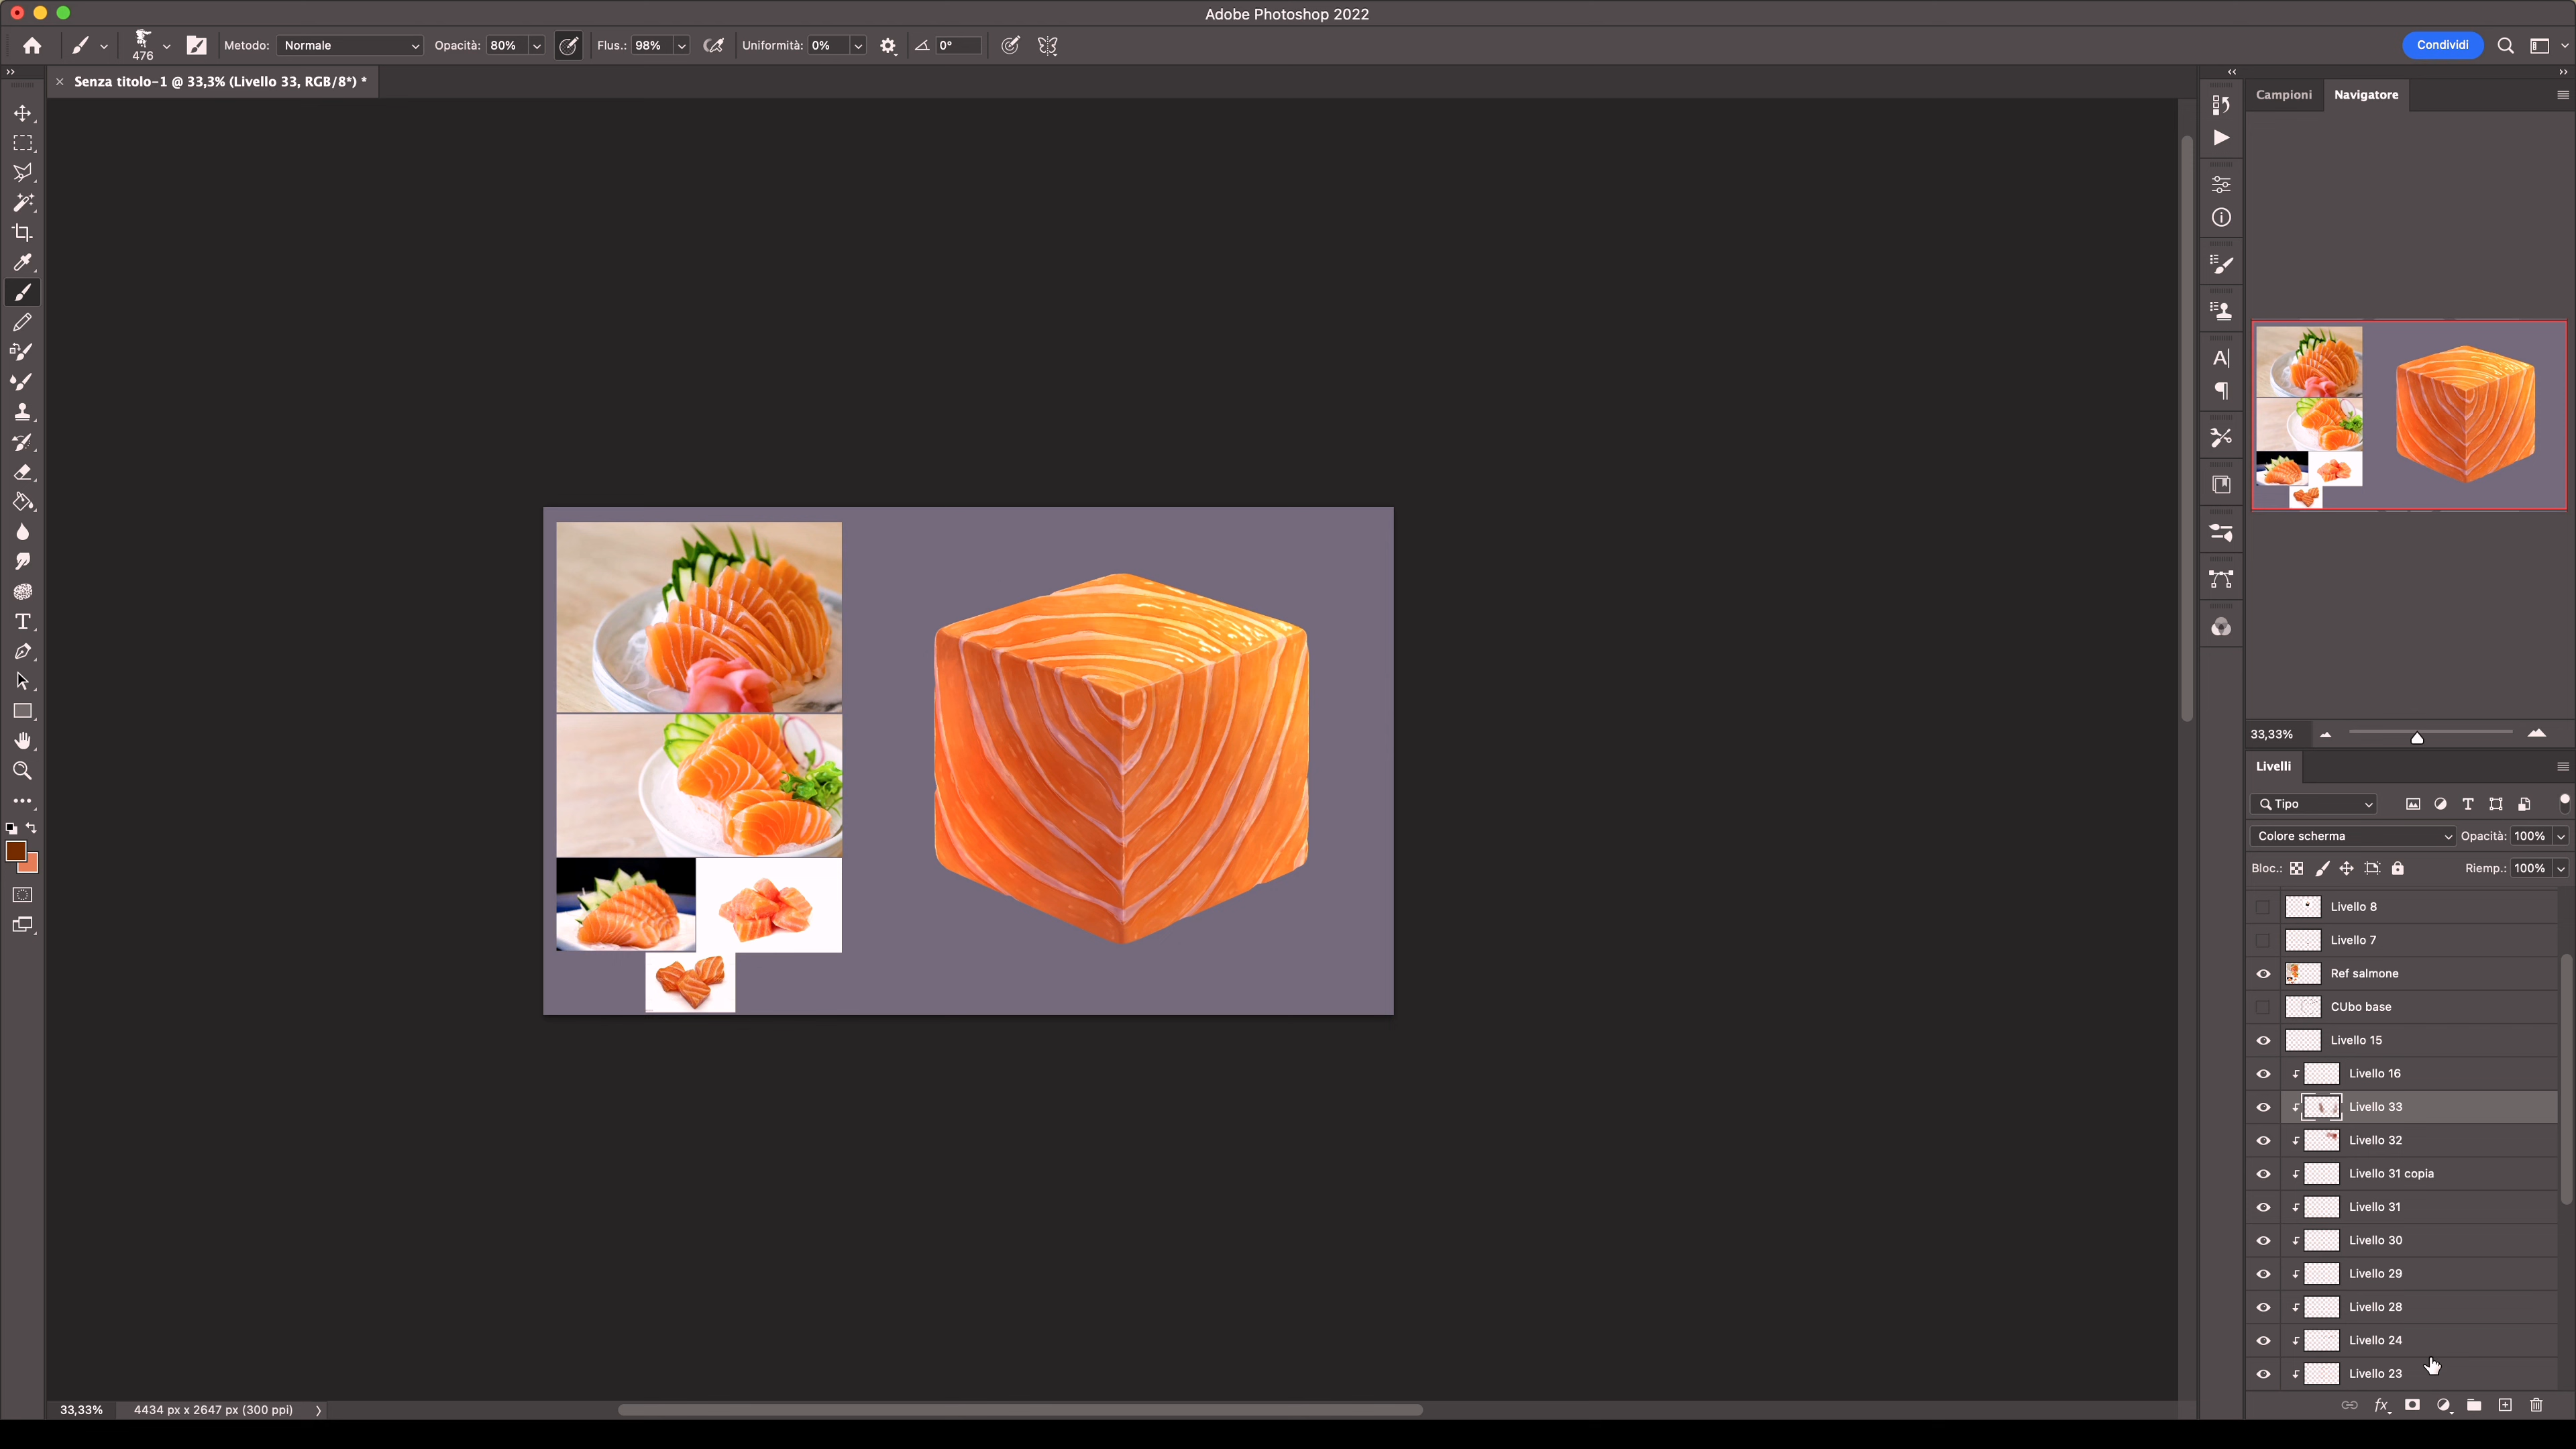 Adobe Photoshop 2022
476
Metodo: Normale Opacità: 80% Flus.: 98% Uniformità: 0% 0° Condividi
Senza titolo-1 @ 33,3% (Livello 33, RGB/8*) *
Campioni Navigatore
33,33%
Livelli
Tipo
Colore scherma Opacità: 100%
Bloc.: Riemp.: 100%
Livello 8
Livello 7
Ref salmone
CUbo base
Livello 15
Livello 16
Livello 33
Livello 32
Livello 31 copia
Livello 31
Livello 30
Livello 29
Livello 28
Livello 24
Livello 23
fx
33,33% 4434 px x 2647 px (300 ppi)